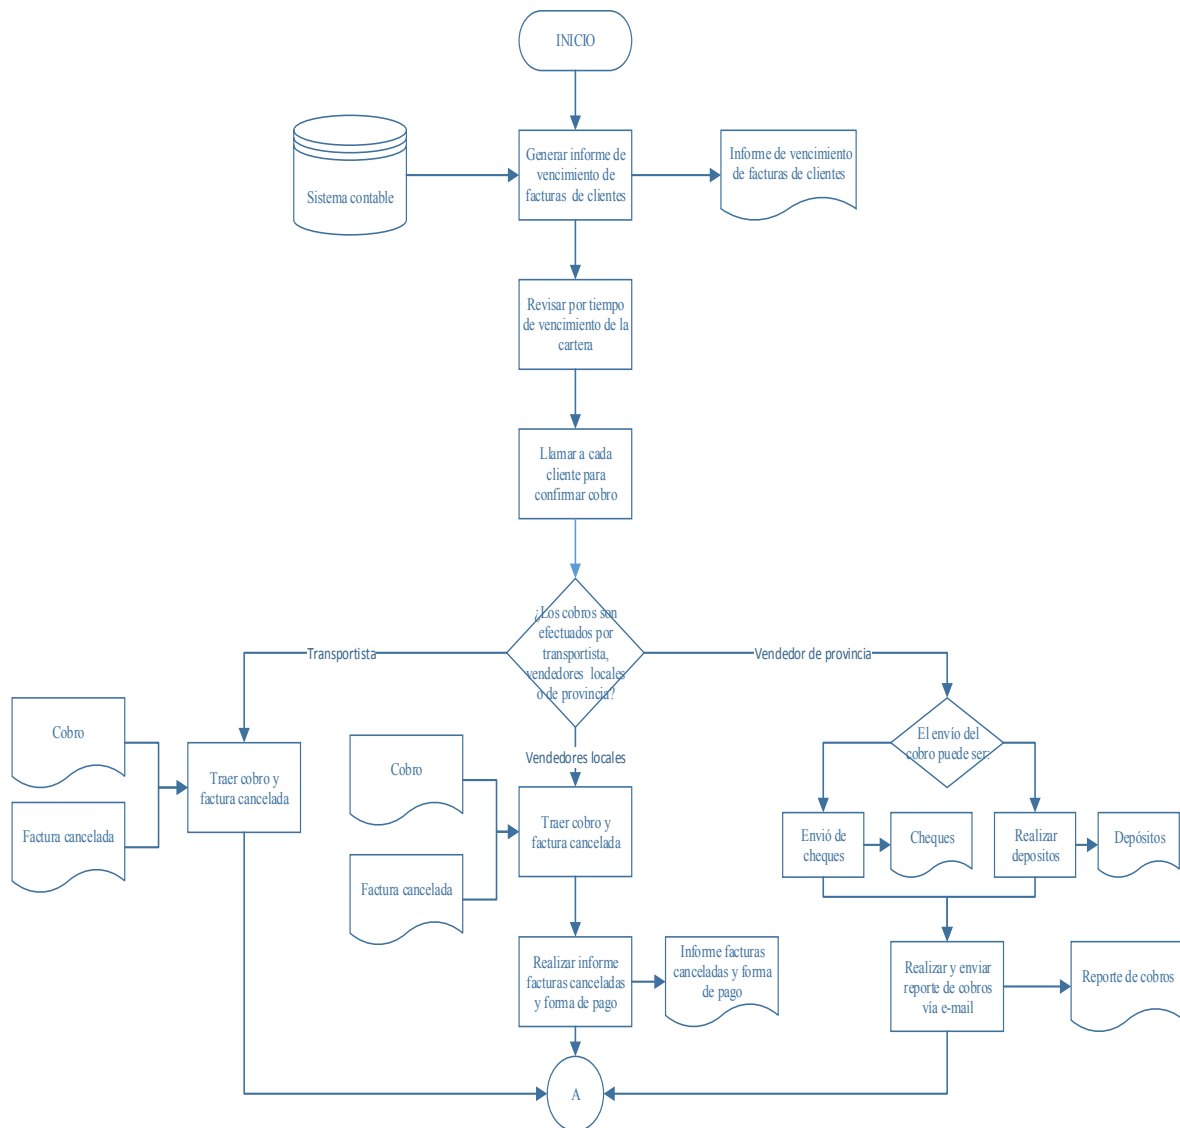 INICIO
Sistema contable
Generar informe de
vencimiento de
facturas de clientes
Informe de vencimiento
de facturas de clientes
Revisar por tiempo
de vencimiento de la
cartera
Llamar a cada
cliente para
confirmar cobro
¿Los cobros son
efectuados por
transportista,
vendedores locales
o de provincia?
Transportista
Vendedor de provincia
Vendedores locales
Cobro
Factura cancelada
Traer cobro y
factura cancelada
Cobro
Factura cancelada
Traer cobro y
factura cancelada
El envío del
cobro puede ser:
Envió de
cheques
Cheques
Realizar
depositos
Depósitos
Realizar informe
facturas canceladas
y forma de pago
Informe facturas
canceladas y forma
de pago
Realizar y enviar
reporte de cobros
vía e-mail
Reporte de cobros
A